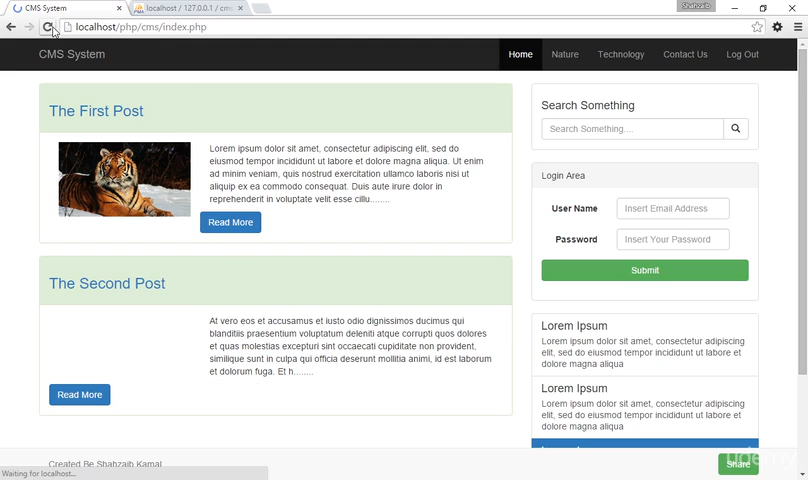 CMS System
localhost / 127.0.0.1 / cms
Shahzaib
localhost/php/cms/index.php
CMS System
Home
Nature
Technology
Contact Us
Log Out
The First Post
Lorem ipsum dolor sit amet, consectetur adipiscing elit, sed do
eiusmod tempor incididunt ut labore et dolore magna aliqua. Ut enim
ad minim veniam, quis nostrud exercitation ullamco laboris nisi ut
aliquip ex ea commodo consequat. Duis aute irure dolor in
reprehenderit in voluptate velit esse cillu........
Read More
The Second Post
At vero eos et accusamus et iusto odio dignissimos ducimus qui
blanditiis praesentium voluptatum deleniti atque corrupti quos dolores
et quas molestias excepturi sint occaecati cupiditate non provident,
similique sunt in culpa qui officia deserunt mollitia animi, id est laborum
et dolorum fuga. Et h........
Read More
Search Something
Search Something....
Login Area
User Name
Insert Email Address
Password
Insert Your Password
Submit
Lorem Ipsum
Lorem ipsum dolor sit amet, consectetur adipiscing
elit, sed do eiusmod tempor incididunt ut labore et
dolore magna aliqua
Lorem Ipsum
Lorem ipsum dolor sit amet, consectetur adipiscing
elit, sed do eiusmod tempor incididunt ut labore et
dolore magna aliqua
Created By Shahzaib Kamal
Share
udemy
Waiting for localhost...